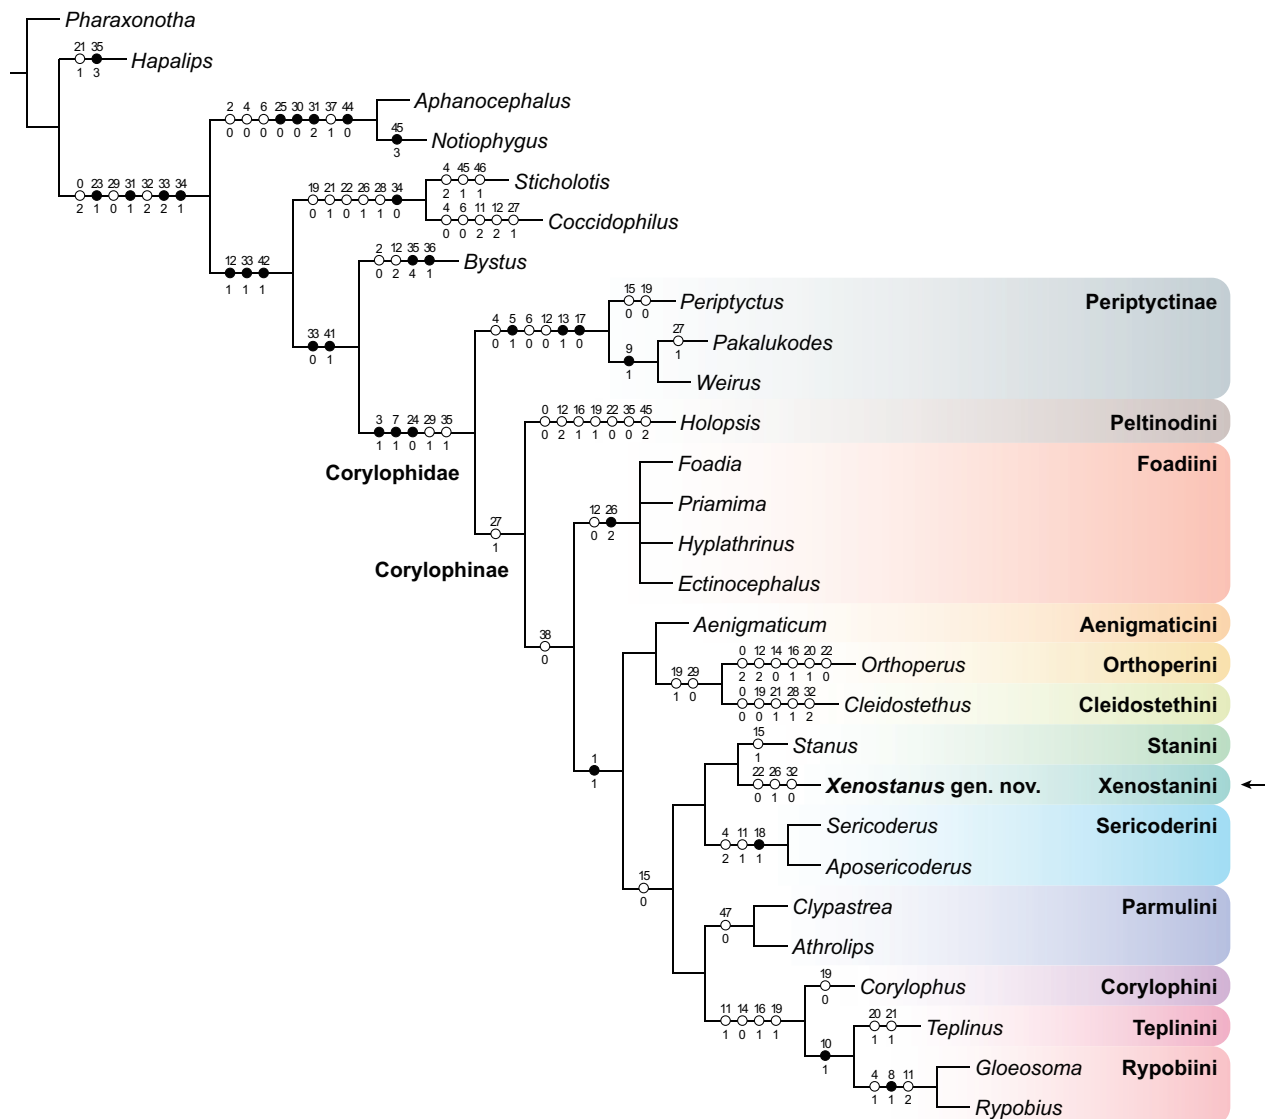 Pharaxonotha
21 35
Hapalips
1 3
2 4 6 25 30 31 37 44
Aphanocephalus
0 0 0 0 0 2 1 0
45
Notiophygus
3
4 45 46
Sticholotis
2 1 1
0 23 29 31 32 33 34
2 1 0 1 2 2 1
19 21 22 26 28 34
0 1 0 1 1 0
4 6 11 12 27
Coccidophilus
0 0 2 2 1
2 12 35 36
Bystus
0 2 4 1
12 33 42
1 1 1
15 19
Periptyctus Periptyctinae
0 0
4 5 6 12 13 17
0 1 0 0 1 0
27
Pakalukodes
1
33 41
0 1
9
1
Weirus
0 12 16 19 22 35 45
Holopsis Peltinodini
0 2 1 1 0 0 2
3 7 24 29 35
1 1 0 1 1
Corylophidae
Foadia Foadiini
Priamima
12 26
0 2
27
1
Hyplathrinus
Corylophinae
Ectinocephalus
Aenigmaticum Aenigmaticini
38
0
0 12 14 16 20 22
Orthoperus Orthoperini
2 2 0 1 1 0
19 29
1 0
0 19 21 28 32
Cleidostethus Cleidostethini
0 0 1 1 2
15
Stanus Stanini
1
1
1
22 26 32
Xenostanus gen. nov. Xenostanini
0 1 0
Sericoderus Sericoderini
4 11 18
2 1 1
Aposericoderus
15
0
Clypastrea Parmulini
47
0
Athrolips
19
Corylophus Corylophini
0
11 14 16 19
1 0 1 1
20 21
Teplinus Teplinini
1 1
10
1
Gloeosoma Rypobiini
4 8 11
1 1 2
Rypobius